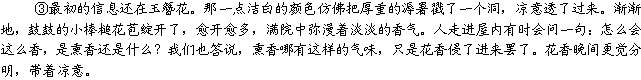 ③最初的信息还在玉簪花。那一点洁白的颜色仿佛把厚重的溽暑戳了一个洞，凉意透了过来。渐渐
地，鼓鼓的小棒槌花苞绽开了，愈开愈多，满院中弥漫着淡淡的香气。人走进屋内有时会问一句：怎么会
这么香，是熏香还是什么？我们也答说，熏香哪有这样的气味，只是花香侵了进来罢了。花香晚间更觉分
明，带着凉意。